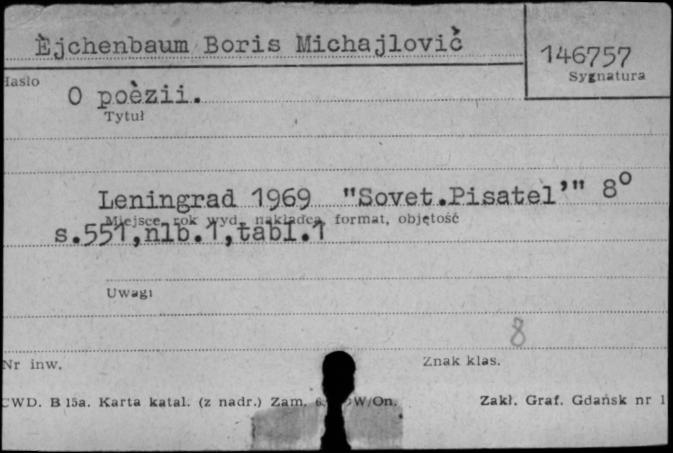 Èjchenbaum Boris Michajlovič
146757
Sygnatura
Hasło
O poèzii.
Tytuł
Leningrad 1969 "Sovet.Pisatel'" 8°
Miejsce, rok wyd., nakładca, format, objętość
s.551,nlb.1,tabl.1
Uwagi
8
Nr inw.
Znak klas.
CWD. B 15a. Karta katal. (z nadr.) Zam. W/On.
Zakł. Graf. Gdańsk nr 1